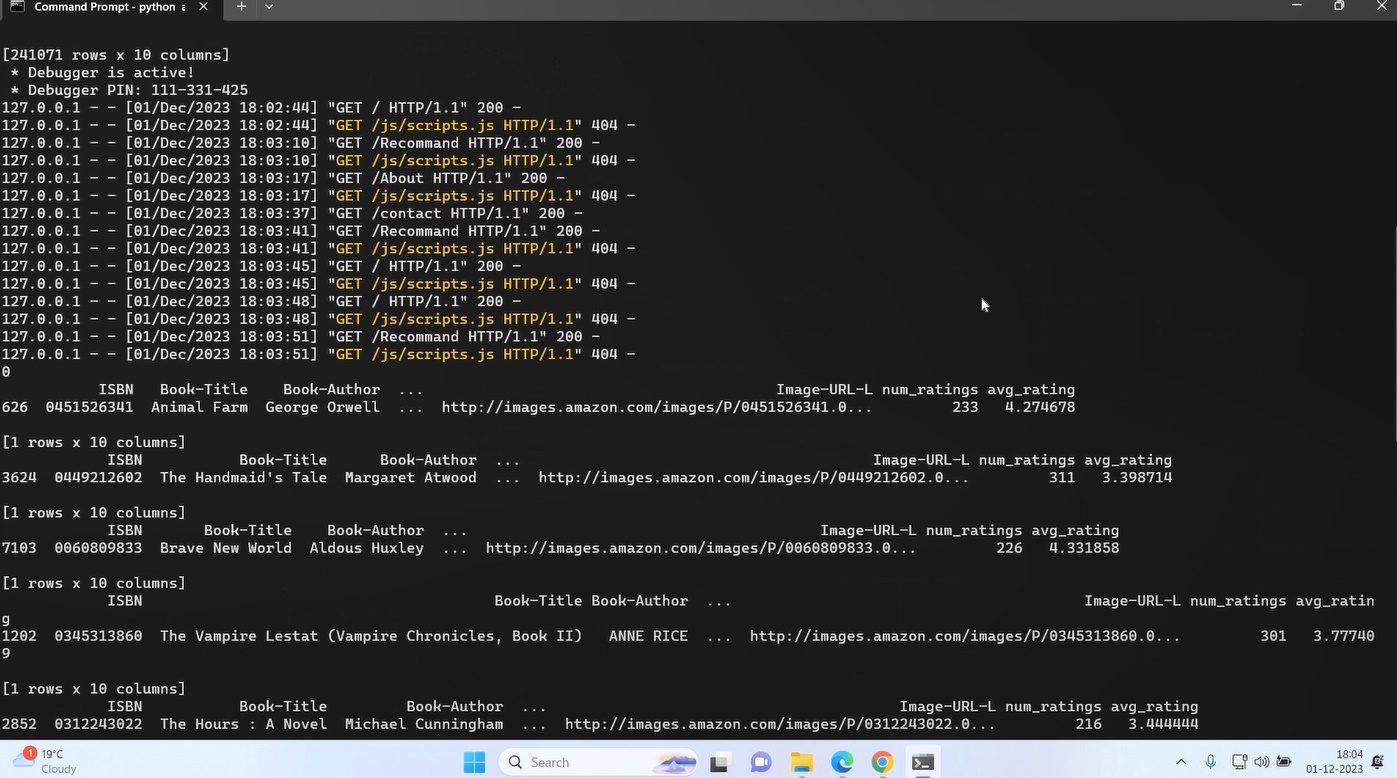 Command Prompt - python a
[241071 rows x 10 columns]
* Debugger is active!
* Debugger PIN: 111-331-425
127.0.0.1 - - [01/Dec/2023 18:02:44] "GET / HTTP/1.1" 200 -
127.0.0.1 - - [01/Dec/2023 18:02:44] "GET /js/scripts.js HTTP/1.1" 404 -
127.0.0.1 - - [01/Dec/2023 18:03:10] "GET /Recommand HTTP/1.1" 200 -
127.0.0.1 - - [01/Dec/2023 18:03:10] "GET /js/scripts.js HTTP/1.1" 404 -
127.0.0.1 - - [01/Dec/2023 18:03:17] "GET /About HTTP/1.1" 200 -
127.0.0.1 - - [01/Dec/2023 18:03:17] "GET /js/scripts.js HTTP/1.1" 404 -
127.0.0.1 - - [01/Dec/2023 18:03:37] "GET /contact HTTP/1.1" 200 -
127.0.0.1 - - [01/Dec/2023 18:03:41] "GET /Recommand HTTP/1.1" 200 -
127.0.0.1 - - [01/Dec/2023 18:03:41] "GET /js/scripts.js HTTP/1.1" 404 -
127.0.0.1 - - [01/Dec/2023 18:03:45] "GET / HTTP/1.1" 200 -
127.0.0.1 - - [01/Dec/2023 18:03:45] "GET /js/scripts.js HTTP/1.1" 404 -
127.0.0.1 - - [01/Dec/2023 18:03:48] "GET / HTTP/1.1" 200 -
127.0.0.1 - - [01/Dec/2023 18:03:48] "GET /js/scripts.js HTTP/1.1" 404 -
127.0.0.1 - - [01/Dec/2023 18:03:51] "GET /Recommand HTTP/1.1" 200 -
127.0.0.1 - - [01/Dec/2023 18:03:51] "GET /js/scripts.js HTTP/1.1" 404 -
0
ISBN Book-Title Book-Author ... Image-URL-L num_ratings avg_rating
626 0451526341 Animal Farm George Orwell ... http://images.amazon.com/images/P/0451526341.0... 233 4.274678
[1 rows x 10 columns]
ISBN Book-Title Book-Author ... Image-URL-L num_ratings avg_rating
3624 0449212602 The Handmaid's Tale Margaret Atwood ... http://images.amazon.com/images/P/0449212602.0... 311 3.398714
[1 rows x 10 columns]
ISBN Book-Title Book-Author ... Image-URL-L num_ratings avg_rating
7103 0060809833 Brave New World Aldous Huxley ... http://images.amazon.com/images/P/0060809833.0... 226 4.331858
[1 rows x 10 columns]
ISBN Book-Title Book-Author ... Image-URL-L num_ratings avg_ratin
g
1202 0345313860 The Vampire Lestat (Vampire Chronicles, Book II) ANNE RICE ... http://images.amazon.com/images/P/0345313860.0... 301 3.77740
9
[1 rows x 10 columns]
ISBN Book-Title Book-Author ... Image-URL-L num_ratings avg_rating
2852 0312243022 The Hours : A Novel Michael Cunningham ... http://images.amazon.com/images/P/0312243022.0... 216 3.444444
1
19°C
Cloudy
Search
18:04
01-12-2023